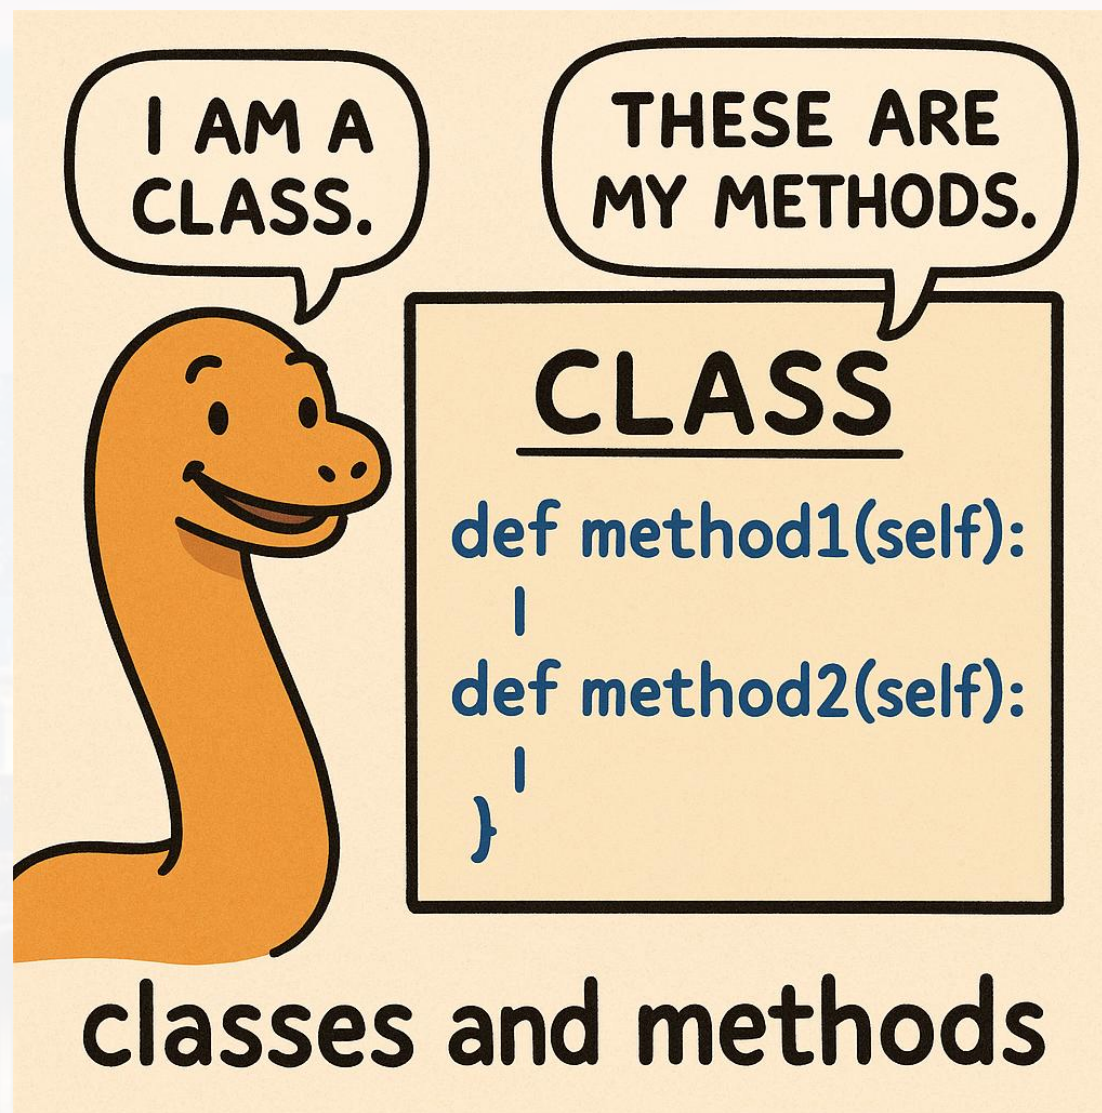 I AM A
CLASS.
THESE ARE
MY METHODS.
CLASS
def method1(self):
|
def method2(self):
|
}
classes and methods